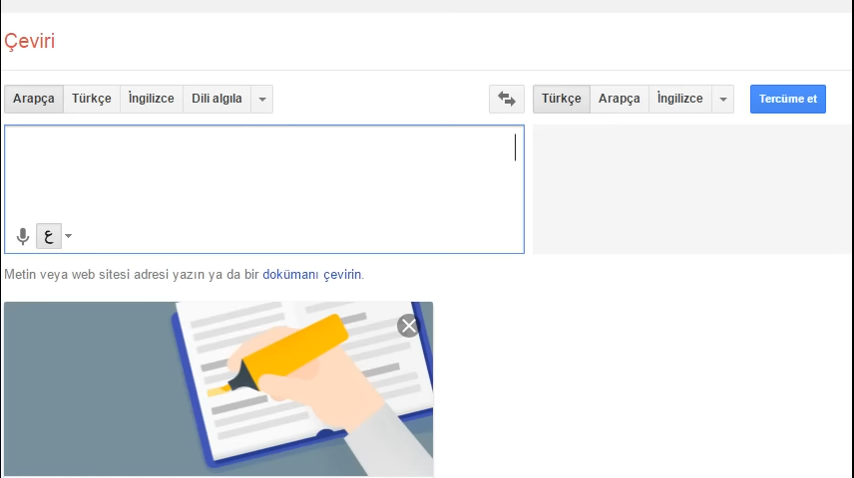 Çeviri
Arapça Türkçe İngilizce Dili algıla Türkçe Arapça İngilizce Tercüme et
ع
Metin veya web sitesi adresi yazın ya da bir dokümanı çevirin.